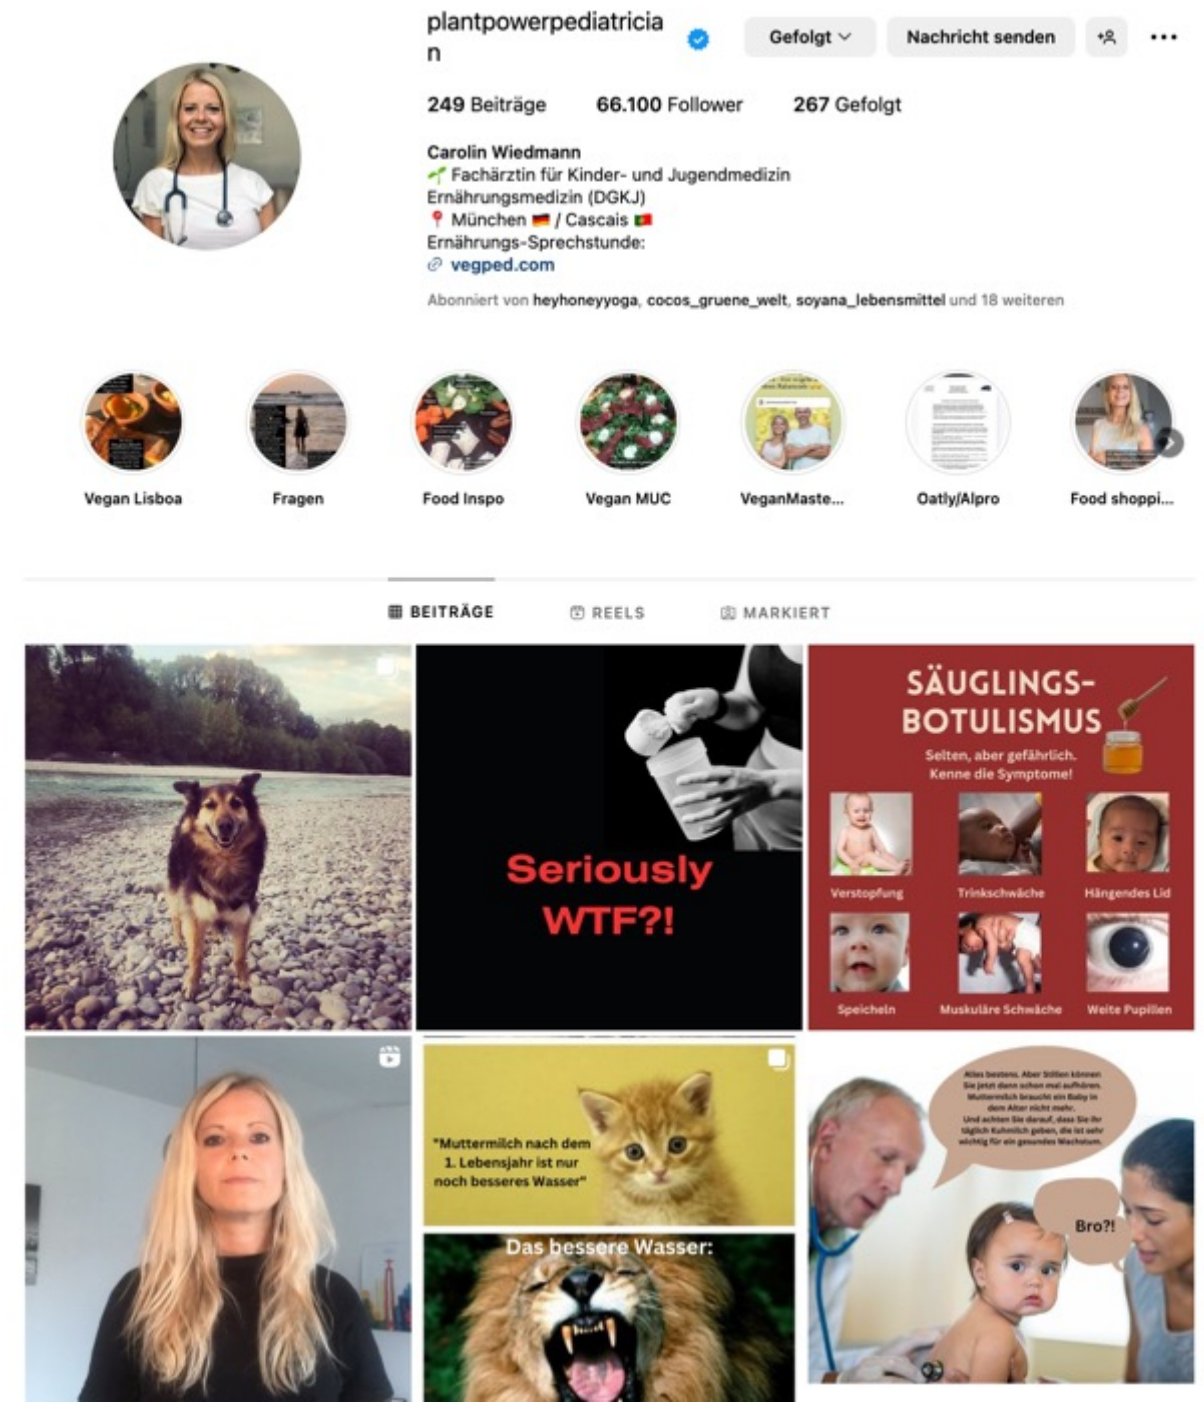 plantpowerpediatricia
n
Gefolgt
Nachricht senden
249 Beiträge 66.100 Follower 267 Gefolgt
Carolin Wiedmann
Fachärztin für Kinder- und Jugendmedizin
Ernährungsmedizin (DGKJ)
München / Cascais
Ernährungs-Sprechstunde:
vegped.com
Abonniert von heyhoneyyoga, cocos_gruene_welt, soyana_lebensmittel und 18 weiteren
Vegan Lisboa
Fragen
Food Inspo
Vegan MUC
VeganMaste...
Oatly/Alpro
Food shoppi...
BEITRÄGE
REELS
MARKIERT
Seriously
WTF?!
SÄUGLINGS-
BOTULISMUS
Selten, aber gefährlich.
Kenne die Symptome!
Verstopfung
Trinkschwäche
Hängendes Lid
Speicheln
Muskuläre Schwäche
Weite Pupillen
"Muttermilch nach dem
1. Lebensjahr ist nur
noch besseres Wasser"
Das bessere Wasser:
Alles bestens. Aber Stillen können
Sie jetzt dann schon mal aufhören.
Muttermilch braucht ein Baby in
dem Alter nicht mehr.
Und achten Sie darauf, dass Sie ihr
täglich Kuhmilch geben, die ist sehr
wichtig für ein gesundes Wachstum.
Bro?!